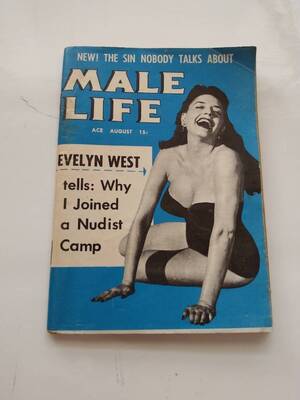 NEW! THE SIN NOBODY TALKS ABOUT
MALE
LIFE
ACE AUGUST 15¢
EVELYN WEST
tells: Why
I Joined
a Nudist
Camp